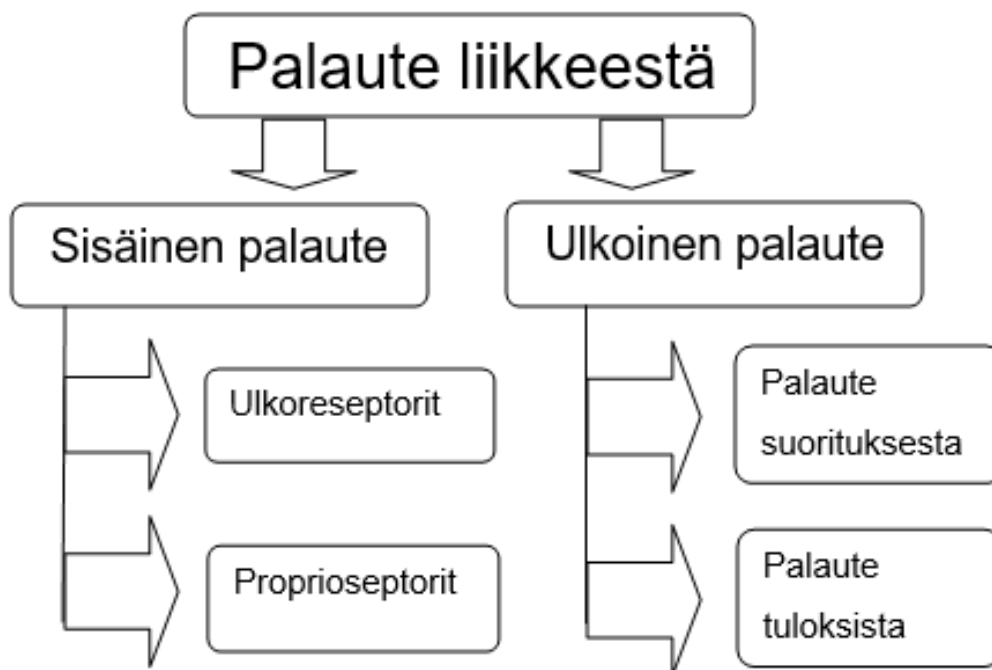 Palaute liikkeestä
Sisäinen palaute
Ulkoinen palaute
Ulkoreseptorit
Proprioseptorit
Palaute
suorituksesta
Palaute
tuloksista